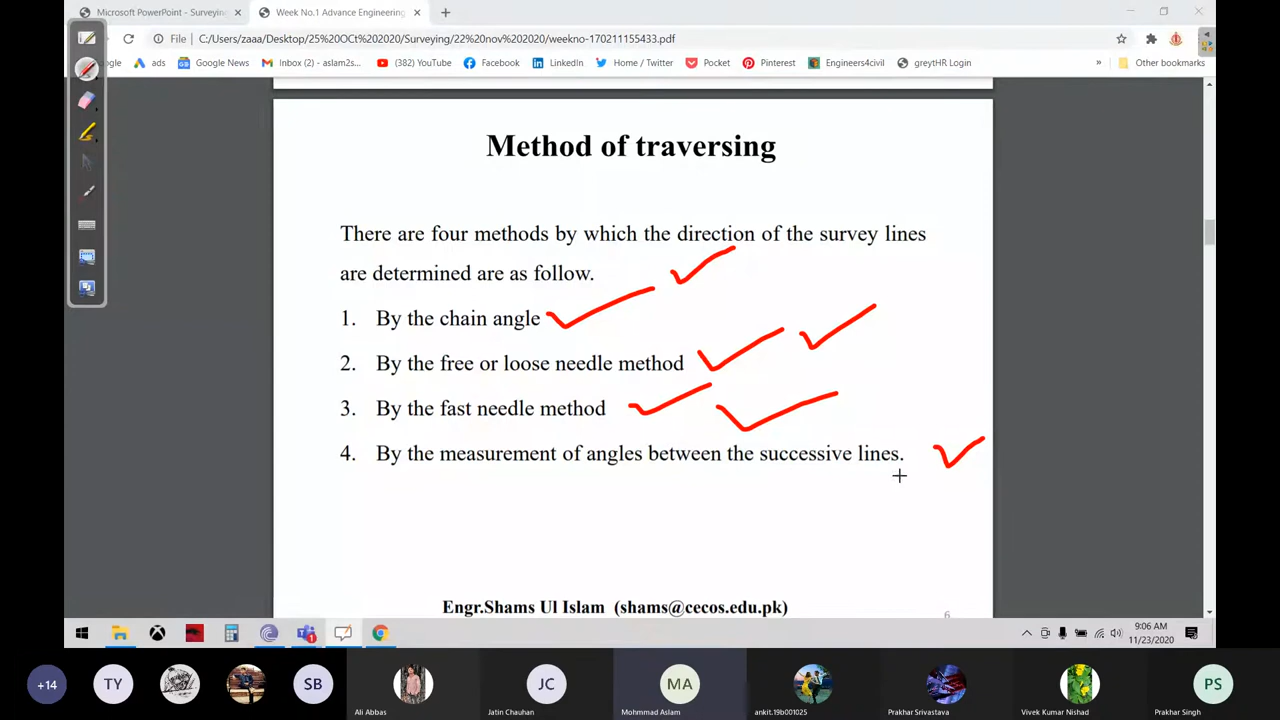 Microsoft PowerPoint - Surveying
Week No.1 Advance Engineering
File
C:/Users/zaaa/Desktop/25%20OCt%202020/Surveying/22%20nov%202020/weekno-170211155433.pdf
gle
ads
Google News
Inbox (2) - aslam2s...
(382) YouTube
Facebook
LinkedIn
Home / Twitter
Pocket
Pinterest
Engineers4civil
greytHR Login
»
Other bookmarks
Method of traversing
There are four methods by which the direction of the survey lines
are determined are as follow.
1. By the chain angle
2. By the free or loose needle method
3. By the fast needle method
4. By the measurement of angles between the successive lines.
Engr.Shams Ul Islam (shams@cecos.edu.pk)
6
9:06 AM
11/23/2020
+14
TY
SB
Ali Abbas
JC
Jatin Chauhan
MA
Mohmmad Aslam
ankit.19b001025
Prakhar Srivastava
Vivek Kumar Nishad
PS
Prakhar Singh